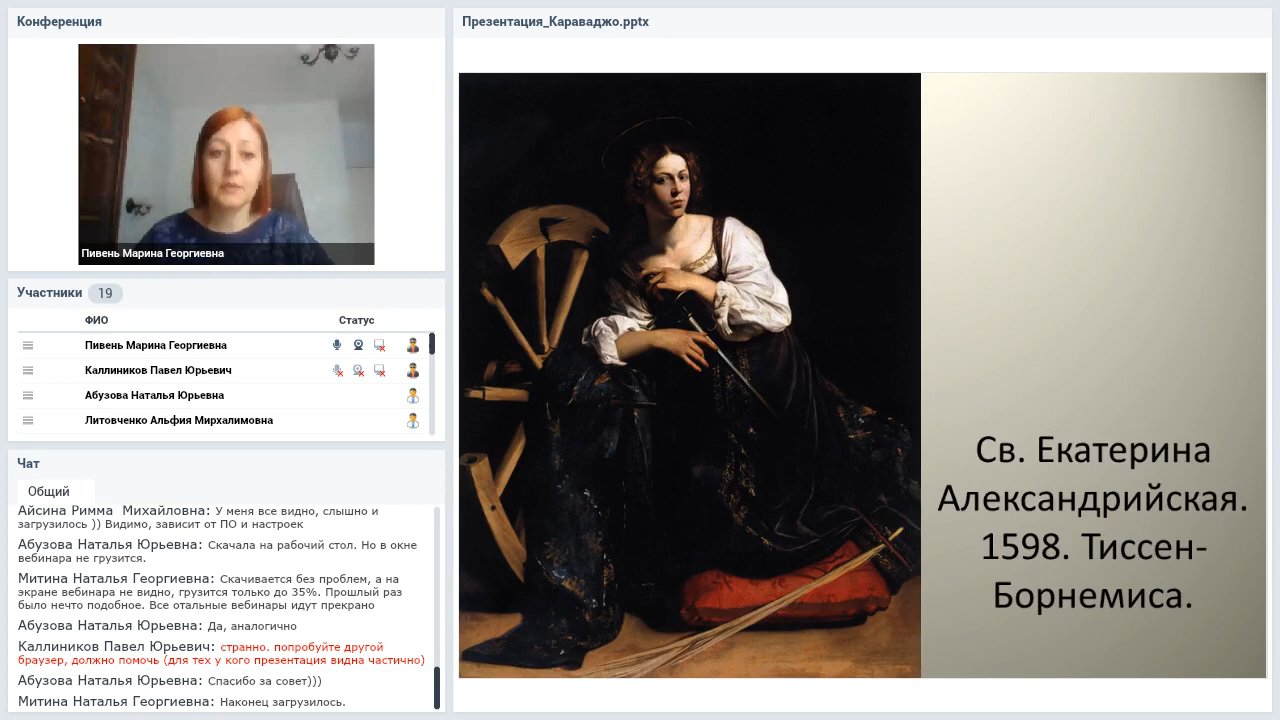 Конференция
Пивень Марина Георгиевна
Участники 19
ФИО Статус
Пивень Марина Георгиевна
Каллиников Павел Юрьевич
Абузова Наталья Юрьевна
Литовченко Альфия Мирхалимовна
Чат
Общий
Айсина Римма Михайловна: У меня все видно, слышно и
загрузилось )) Видимо, зависит от ПО и настроек
Абузова Наталья Юрьевна: Скачала на рабочий стол. Но в окне
вебинара не грузится.
Митина Наталья Георгиевна: Скачивается без проблем, а на
экране вебинара не видно, грузится только до 35%. Прошлый раз
было нечто подобное. Все отальные вебинары идут прекрано
Абузова Наталья Юрьевна: Да, аналогично
Каллиников Павел Юрьевич: странно. попробуйте другой
браузер, должно помочь (для тех у кого презентация видна частично)
Абузова Наталья Юрьевна: Спасибо за совет)))
Митина Наталья Георгиевна: Наконец загрузилось.
Презентация_Караваджо.pptx
Св. Екатерина
Александрийская.
1598. Тиссен-
Борнемиса.